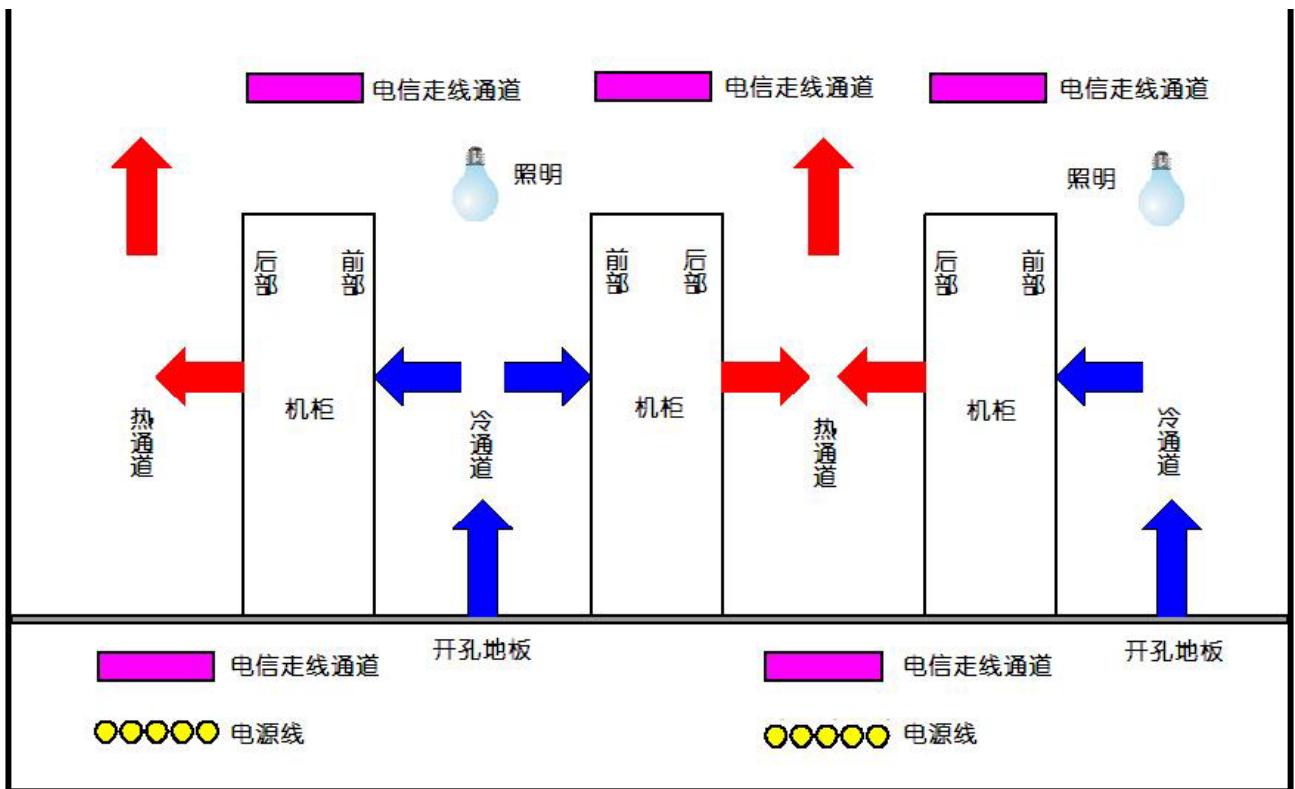 电信走线通道
电信走线通道
电信走线通道
照明
照明
后部
前部
前部
后部
后部
前部
热通道
机柜
冷通道
机柜
热通道
机柜
冷通道
开孔地板
开孔地板
电信走线通道
电信走线通道
电源线
电源线